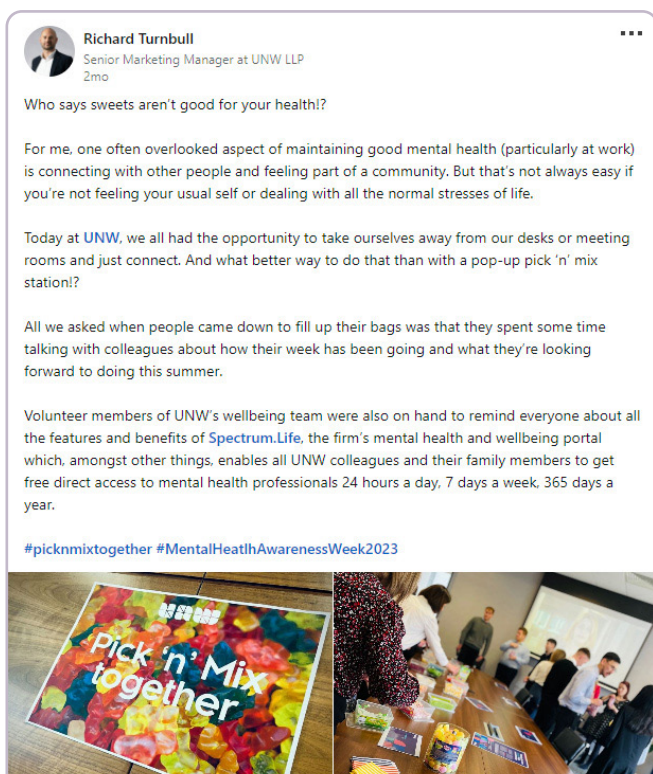 Richard Turnbull
Senior Marketing Manager at UNW LLP
2mo
Who says sweets aren't good for your health!?
For me, one often overlooked aspect of maintaining good mental health (particularly at work)
is connecting with other people and feeling part of a community. But that's not always easy if
you're not feeling your usual self or dealing with all the normal stresses of life.
Today at UNW, we all had the opportunity to take ourselves away from our desks or meeting
rooms and just connect. And what better way to do that than with a pop-up pick 'n' mix
station!?
All we asked when people came down to fill up their bags was that they spent some time
talking with colleagues about how their week has been going and what they're looking
forward to doing this summer.
Volunteer members of UNW's wellbeing team were also on hand to remind everyone about all
the features and benefits of Spectrum.Life, the firm's mental health and wellbeing portal
which, amongst other things, enables all UNW colleagues and their family members to get
free direct access to mental health professionals 24 hours a day, 7 days a week, 365 days a
year.
#picknmixtogether #MentalHeatlhAwarenessWeek2023
UNW
Pick 'n' Mix
together